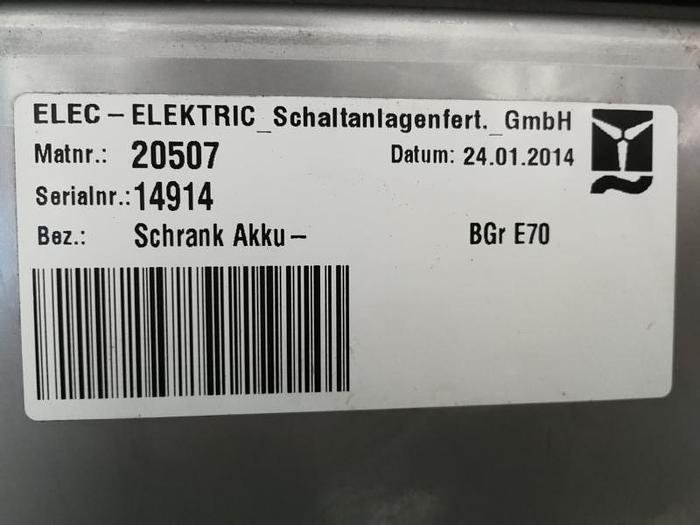 ELEC – ELEKTRIC_Schaltanlagenfert._GmbH
Matnr.: 20507 Datum: 24.01.2014
Serialnr.: 14914
Bez.: Schrank Akku – BGr E70